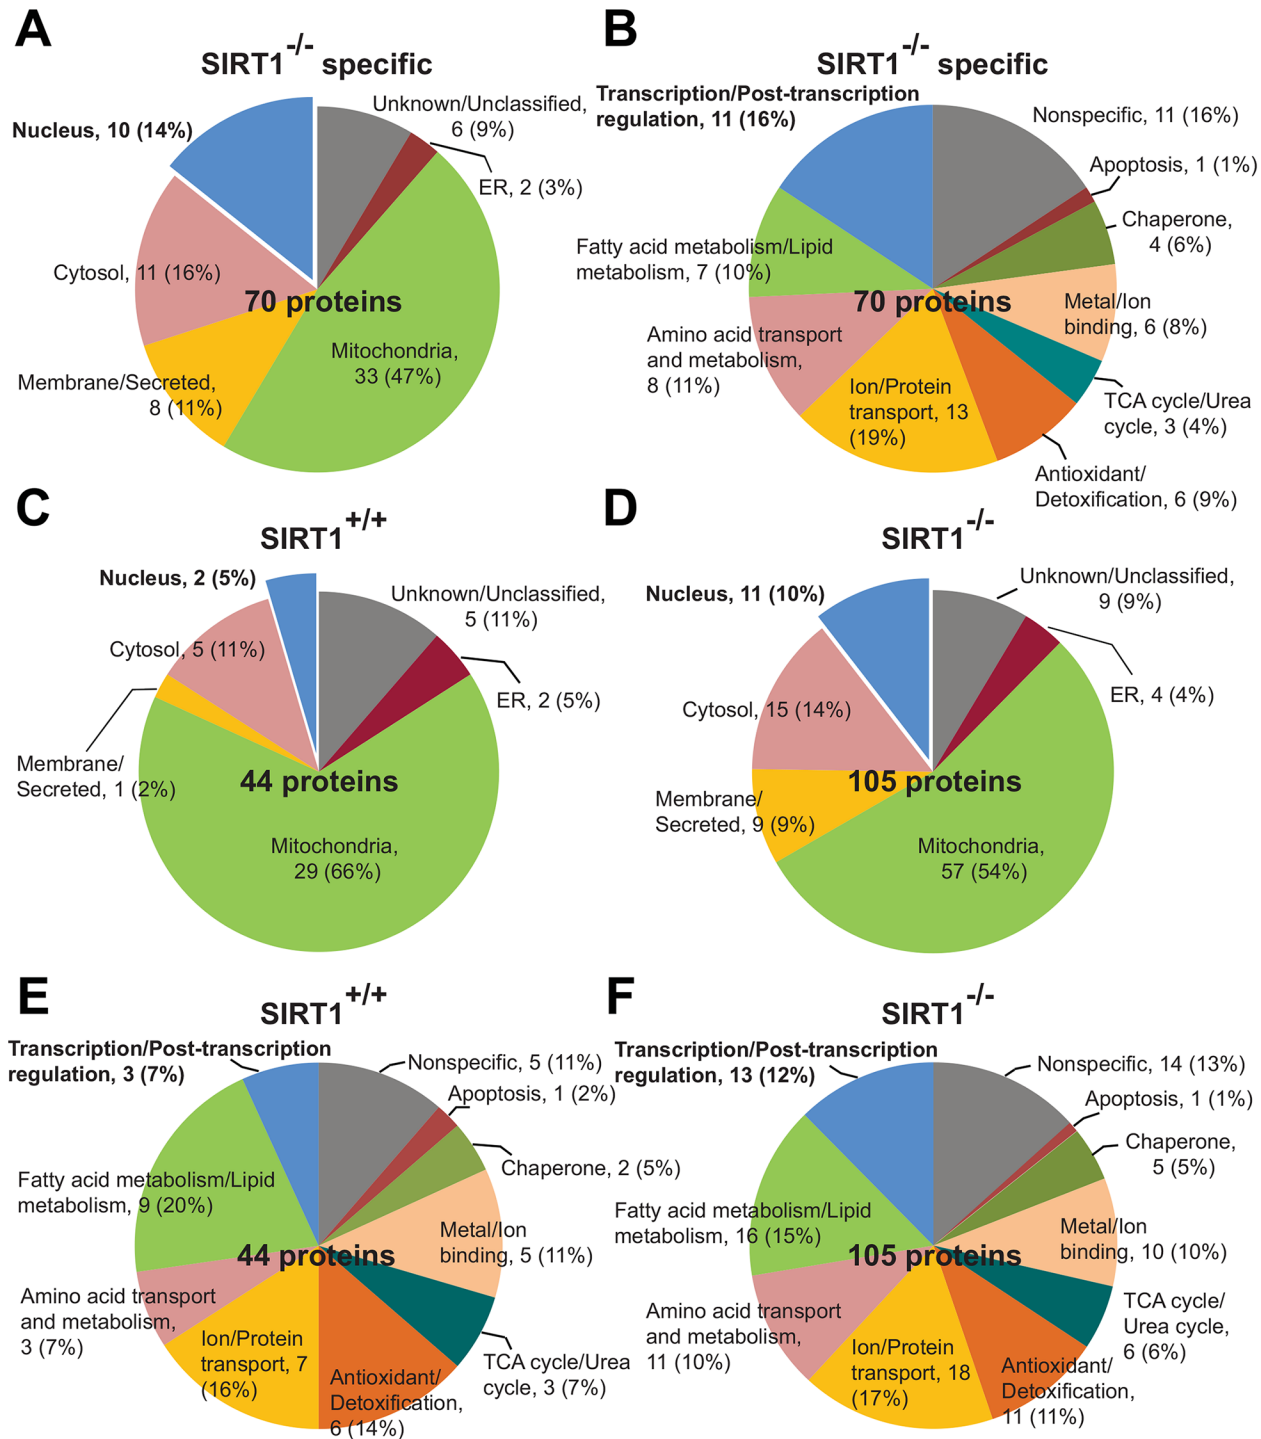 A
SIRT1-/- specific
Nucleus, 10 (14%)
Unknown/Unclassified,
6 (9%)
ER, 2 (3%)
Cytosol, 11 (16%)
70 proteins
Mitochondria,
33 (47%)
Membrane/Secreted,
8 (11%)
B
SIRT1-/- specific
Transcription/Post-transcription
regulation, 11 (16%)
Nonspecific, 11 (16%)
Apoptosis, 1 (1%)
Chaperone,
4 (6%)
Fatty acid metabolism/Lipid
metabolism, 7 (10%)
70 proteins
Metal/Ion
binding, 6 (8%)
Amino acid transport
and metabolism,
8 (11%)
Ion/Protein
transport, 13
(19%)
TCA cycle/Urea
cycle, 3 (4%)
Antioxidant/
Detoxification, 6 (9%)
C
SIRT1+/+
Nucleus, 2 (5%)
Unknown/Unclassified,
5 (11%)
Cytosol, 5 (11%)
ER, 2 (5%)
Membrane/
Secreted, 1 (2%)
44 proteins
Mitochondria,
29 (66%)
D
SIRT1-/-
Nucleus, 11 (10%)
Unknown/Unclassified,
9 (9%)
ER, 4 (4%)
Cytosol, 15 (14%)
105 proteins
Membrane/
Secreted, 9 (9%)
Mitochondria,
57 (54%)
E
SIRT1+/+
Transcription/Post-transcription
regulation, 3 (7%)
Nonspecific, 5 (11%)
Apoptosis, 1 (2%)
Chaperone, 2 (5%)
Fatty acid metabolism/Lipid
metabolism, 9 (20%)
Metal/Ion
binding, 5 (11%)
44 proteins
Amino acid transport
and metabolism,
3 (7%)
Ion/Protein
transport, 7
(16%)
Antioxidant/
Detoxification,
6 (14%)
TCA cycle/Urea
cycle, 3 (7%)
F
SIRT1-/-
Transcription/Post-transcription
regulation, 13 (12%)
Nonspecific, 14 (13%)
Apoptosis, 1 (1%)
Chaperone,
5 (5%)
Fatty acid metabolism/Lipid
metabolism, 16 (15%)
Metal/Ion
binding, 10 (10%)
105 proteins
Amino acid transport
and metabolism,
11 (10%)
Ion/Protein
transport, 18
(17%)
TCA cycle/
Urea cycle,
6 (6%)
Antioxidant/
Detoxification,
11 (11%)